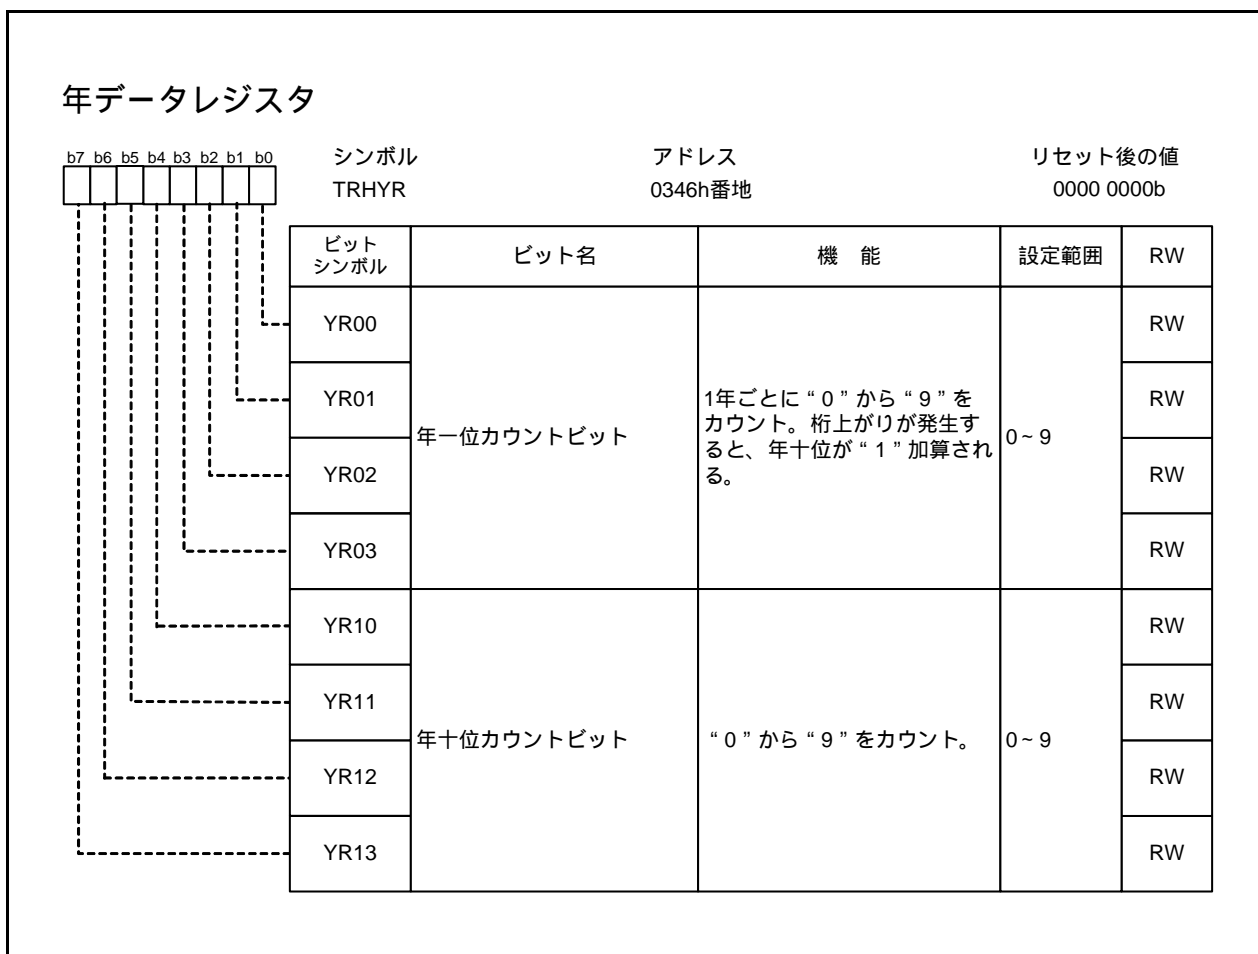 年データレジスタ
b7 b6 b5 b4 b3 b2 b1 b0
シンボル アドレス リセット後の値
TRHYR 0346h番地 0000 0000b
ビット
シンボル
ビット名 機 能 設定範囲 RW
YR00 RW
YR01 RW
年一位カウントビット
1年ごとに“0”から“9”を
カウント。桁上がりが発生す
ると、年十位が“1”加算され
る。
0~9
YR02 RW
YR03 RW
YR10 RW
YR11 RW
年十位カウントビット “0”から“9”をカウント。 0~9
YR12 RW
YR13 RW